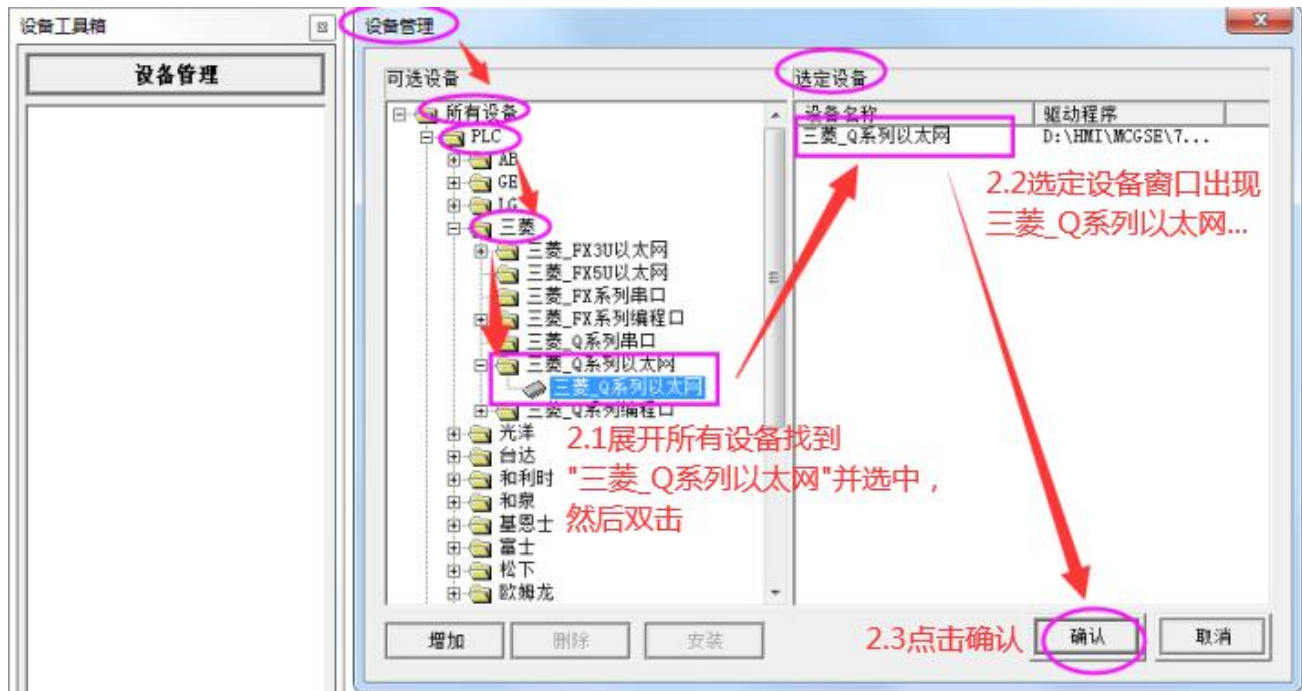 设备工具箱
设备管理
设备管理
可选设备
所有设备
PLC
AB
GE
LG
三菱
三菱_FX3U以太网
三菱_FX5U以太网
三菱_FX系列串口
三菱_FX系列编程口
三菱_Q系列串口
三菱_Q系列以太网
三菱_Q系列以太网
三菱_Q系列编程口
光洋
台达
和利时
和泉
基恩士
富士
松下
欧姆龙
2.1展开所有设备找到
"三菱_Q系列以太网"并选中，
然后双击
选定设备
设备名称 驱动程序
三菱_Q系列以太网 D:\HMI\MCGSE\7...
2.2选定设备窗口出现
三菱_Q系列以太网...
增加 删除 安装
2.3点击确认
确认 取消